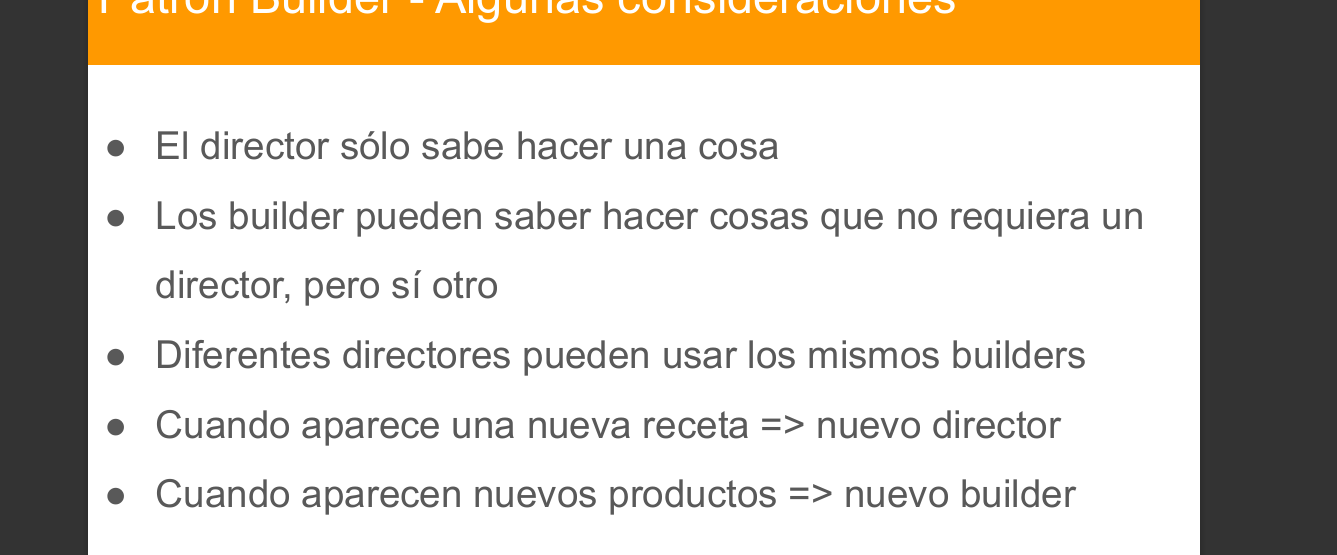 Patrón Builder - Algunas consideraciones
● El director sólo sabe hacer una cosa
● Los builder pueden saber hacer cosas que no requiera un
director, pero sí otro
● Diferentes directores pueden usar los mismos builders
● Cuando aparece una nueva receta => nuevo director
● Cuando aparecen nuevos productos => nuevo builder